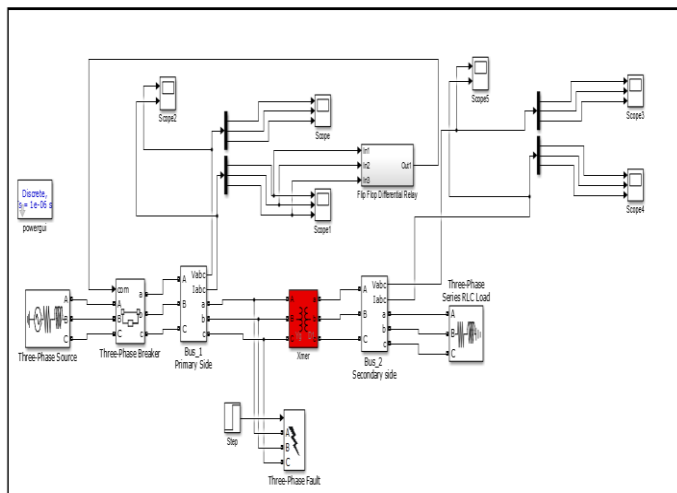 Scope5
Scope2
Scope
Scope3
In1
In2
In3
Out1
Flip Flop Differential Relay
Scope1
Scope4
Discrete,
s = 1e-06 s
powergui
Vabc
Iabc
Vabc
Iabc
Three-Phase
Series RLC Load
com
A
B
C
A
B
C
a
b
c
A
B
C
a
b
c
A
B
C
a
b
c
A
B
C
Three-Phase Source
Three-Phase Breaker
Bus_1
Primary Side
Xmer
Bus_2
Secondary side
Step
A
B
C
Three-Phase Fault